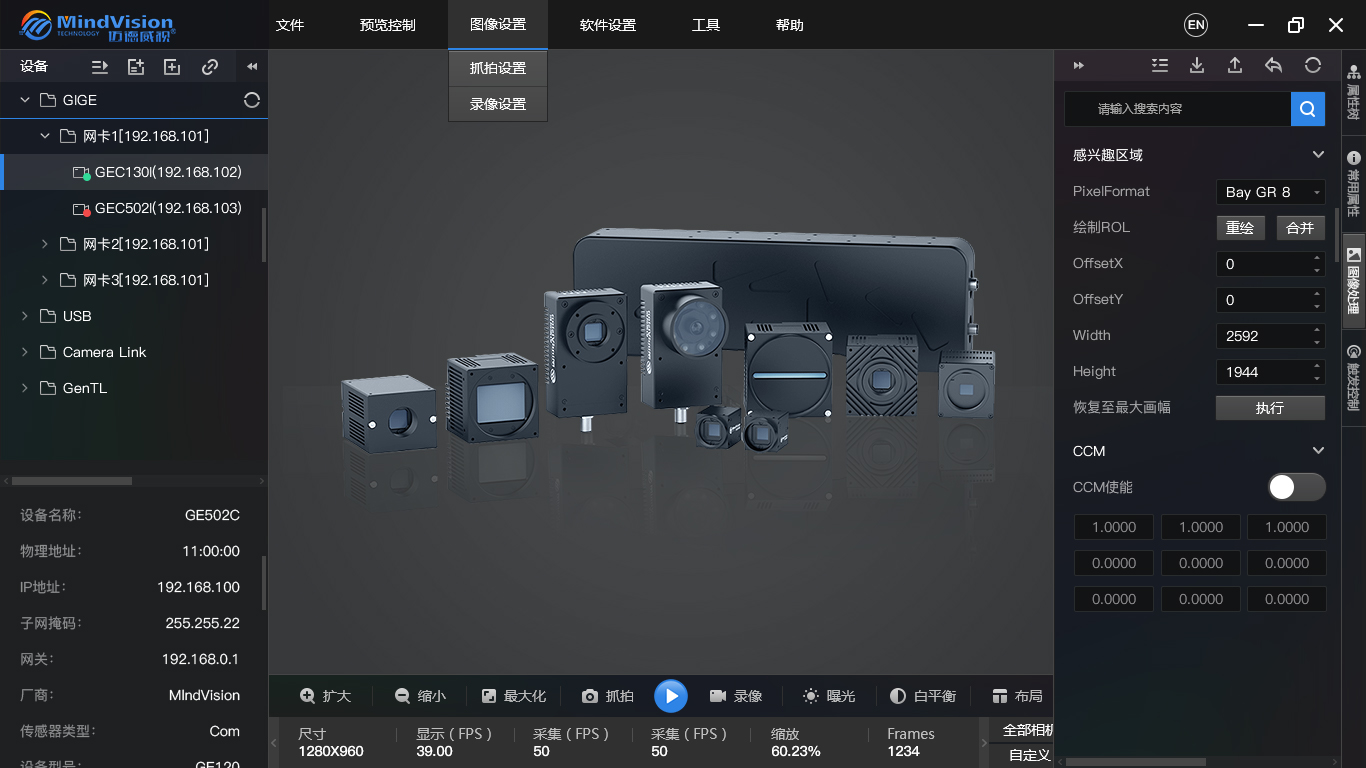 MindVision
TECHNOLOGY 迈德威视
文件
预览控制
图像设置
软件设置
工具
帮助
EN
抓拍设置
录像设置
设备
GIGE
网卡1[192.168.101]
GEC130I(192.168.102)
GEC502I(192.168.103)
网卡2[192.168.101]
网卡3[192.168.101]
USB
Camera Link
GenTL
设备名称: GE502C
物理地址: 11:00:00
IP地址: 192.168.100
子网掩码: 255.255.22
网关: 192.168.0.1
厂商: MIndVision
传感器类型: Com
设备型号: GE120
扩大
缩小
最大化
抓拍
录像
曝光
白平衡
布局
尺寸
1280X960
显示 ( FPS )
39.00
采集 ( FPS )
50
采集 ( FPS )
50
缩放
60.23%
Frames
1234
全部相机
自定义
请输入搜索内容
感兴趣区域
PixelFormat Bay GR 8
绘制ROL 重绘 合并
OffsetX 0
OffsetY 0
Width 2592
Height 1944
恢复至最大画幅 执行
CCM
CCM使能
1.0000 1.0000 1.0000
0.0000 0.0000 0.0000
0.0000 0.0000 0.0000
属性树
常用属性
图像处理
触发控制